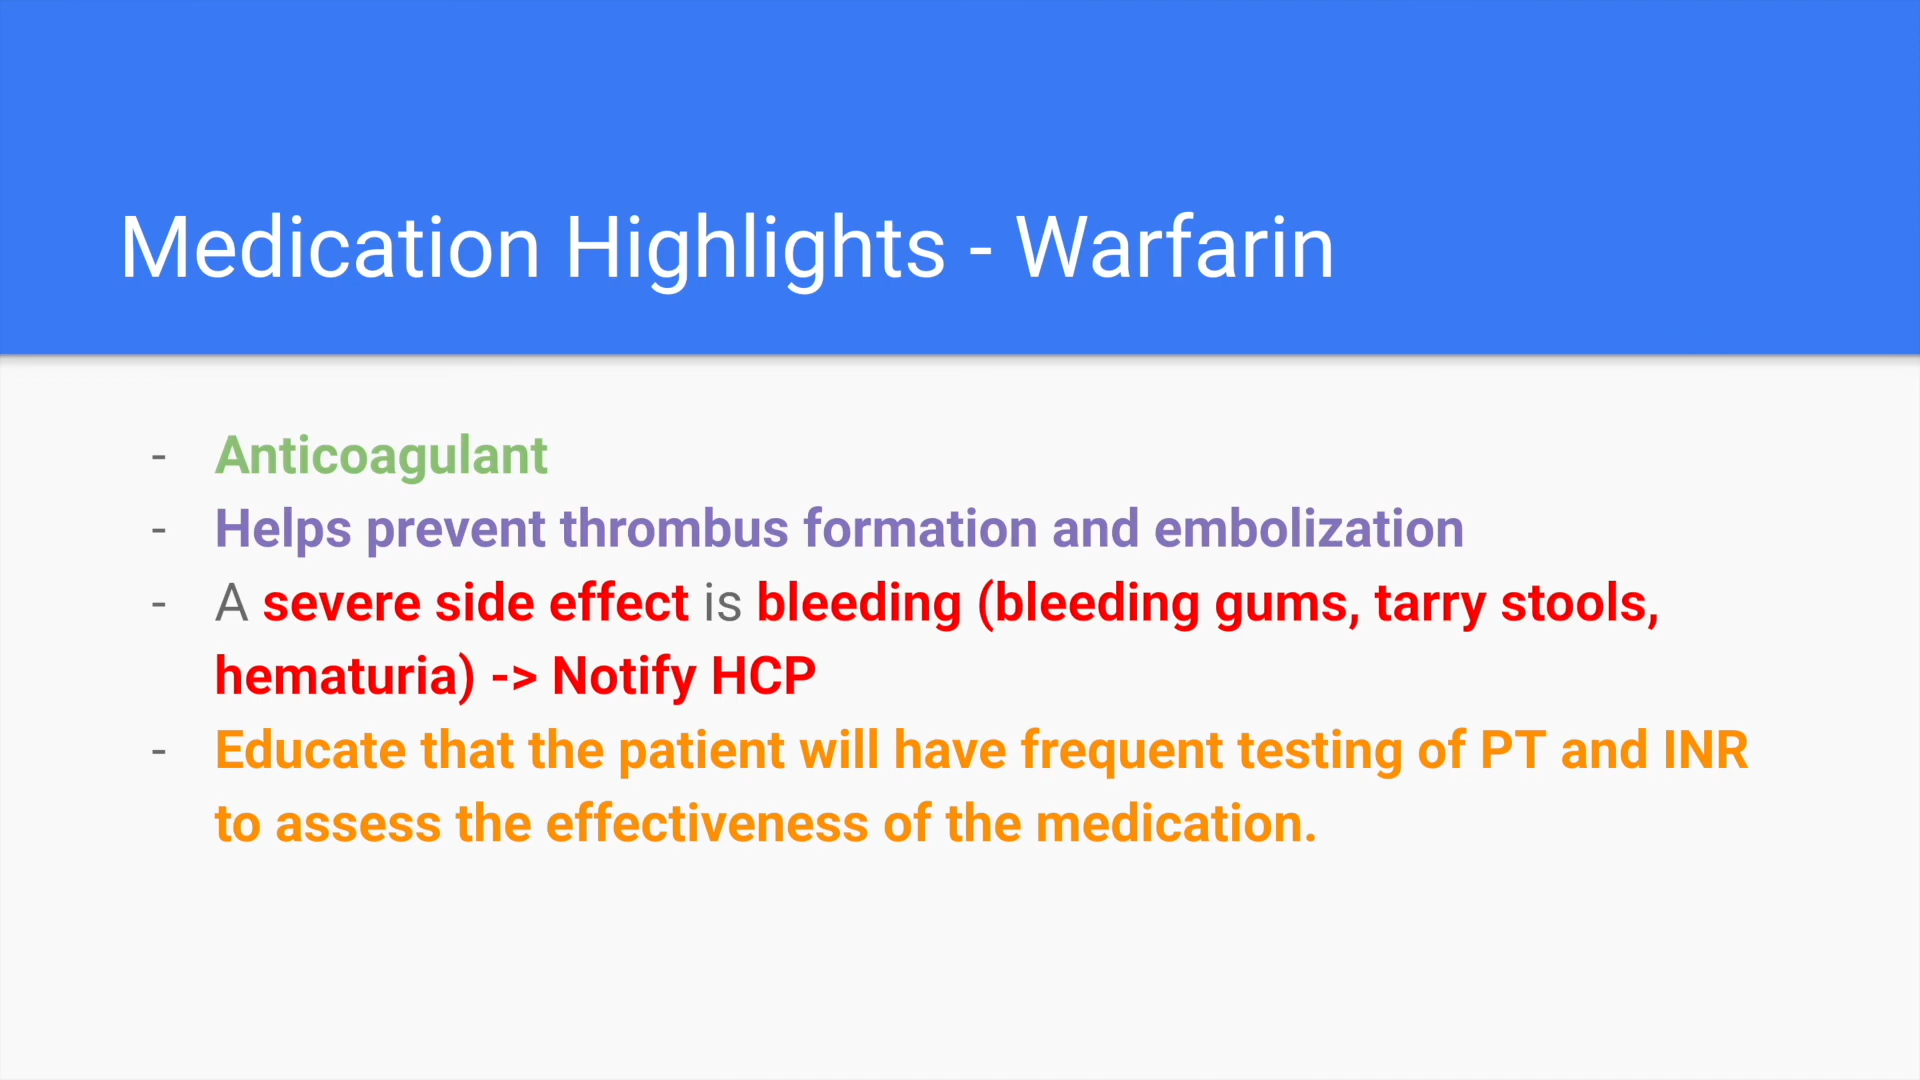 Medication Highlights - Warfarin
- Anticoagulant
- Helps prevent thrombus formation and embolization
- A severe side effect is bleeding (bleeding gums, tarry stools,
hematuria) -> Notify HCP
- Educate that the patient will have frequent testing of PT and INR
to assess the effectiveness of the medication.